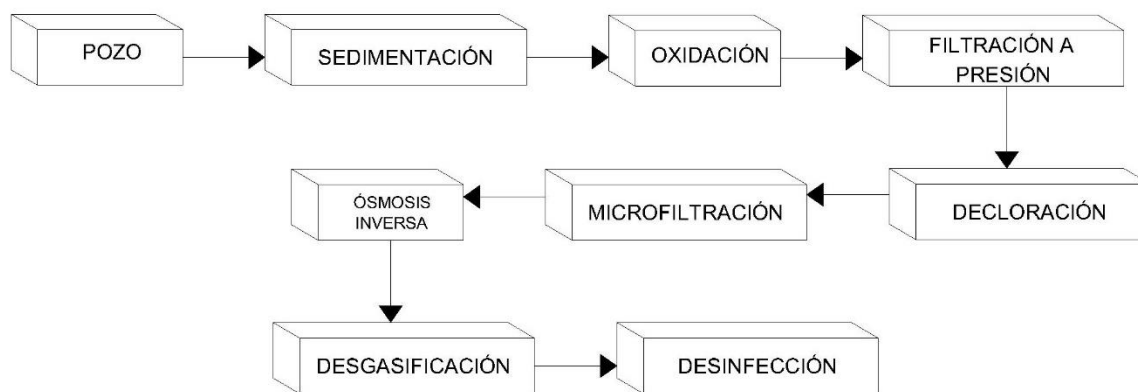 POZO
SEDIMENTACIÓN
OXIDACIÓN
FILTRACIÓN A
PRESIÓN
DECLORACIÓN
MICROFILTRACIÓN
ÓSMOSIS
INVERSA
DESGASIFICACIÓN
DESINFECCIÓN